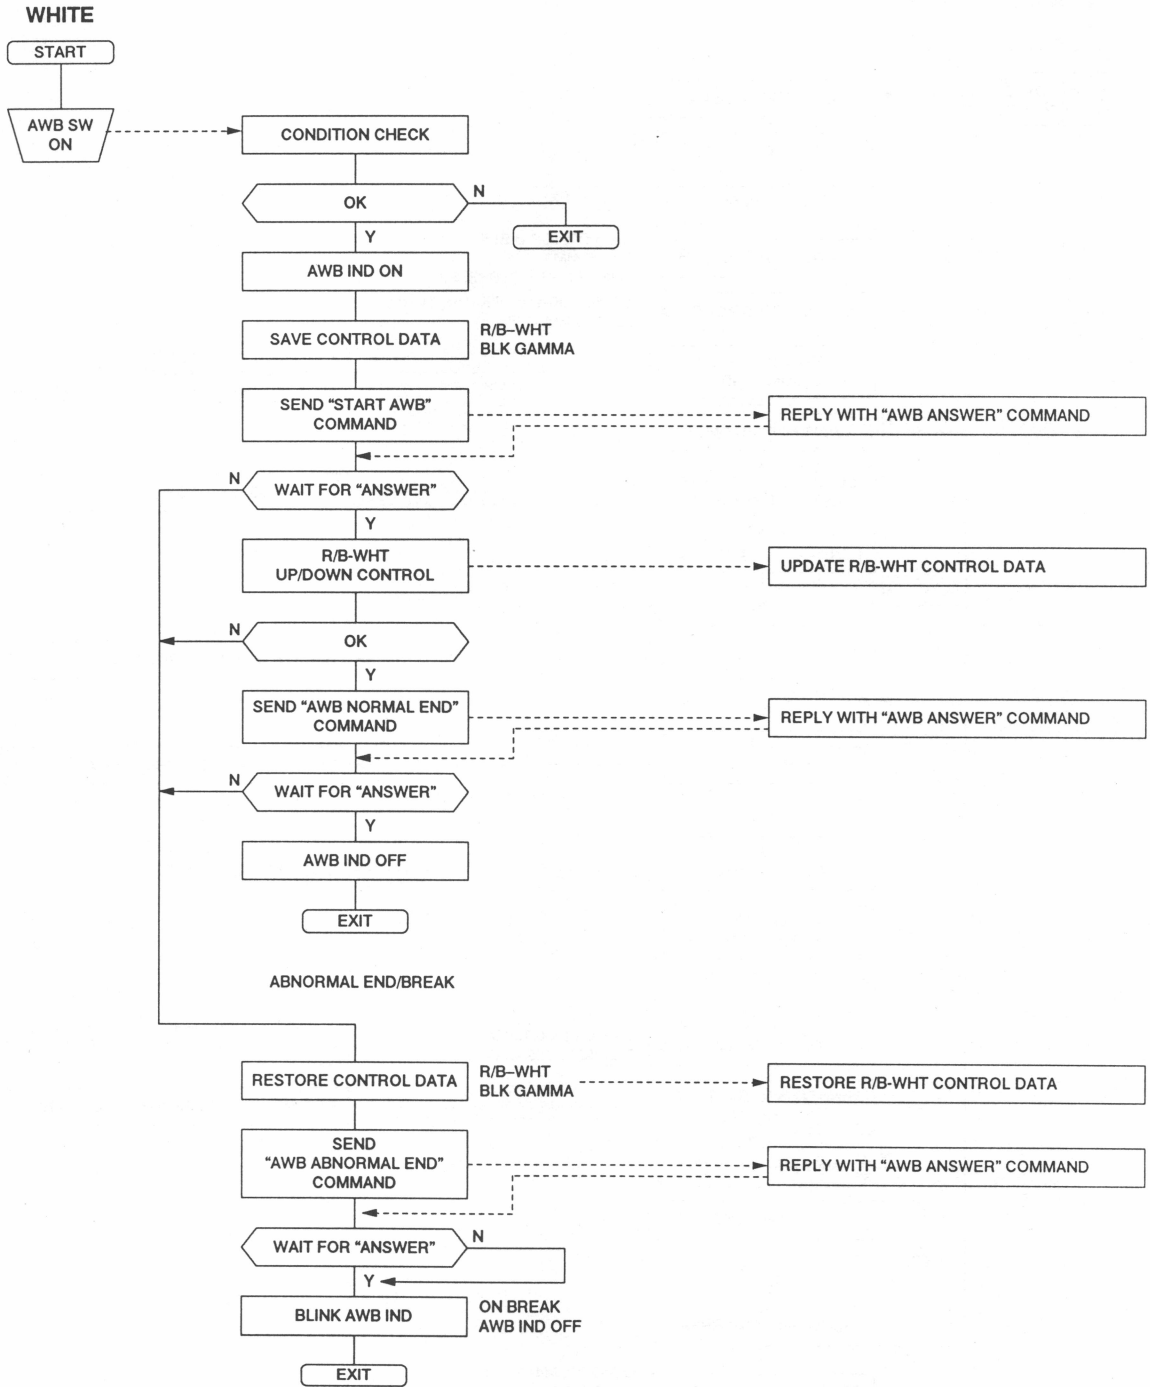 WHITE
START
AWB SW
ON
CONDITION CHECK
OK
N
EXIT
Y
AWB IND ON
SAVE CONTROL DATA
R/B–WHT
BLK GAMMA
SEND “START AWB”
COMMAND
REPLY WITH “AWB ANSWER” COMMAND
N
WAIT FOR “ANSWER”
Y
R/B-WHT
UP/DOWN CONTROL
UPDATE R/B-WHT CONTROL DATA
N
OK
Y
SEND “AWB NORMAL END”
COMMAND
REPLY WITH “AWB ANSWER” COMMAND
N
WAIT FOR “ANSWER”
Y
AWB IND OFF
EXIT
ABNORMAL END/BREAK
RESTORE CONTROL DATA
R/B–WHT
BLK GAMMA
RESTORE R/B-WHT CONTROL DATA
SEND
“AWB ABNORMAL END”
COMMAND
REPLY WITH “AWB ANSWER” COMMAND
WAIT FOR “ANSWER”
N
Y
BLINK AWB IND
ON BREAK
AWB IND OFF
EXIT